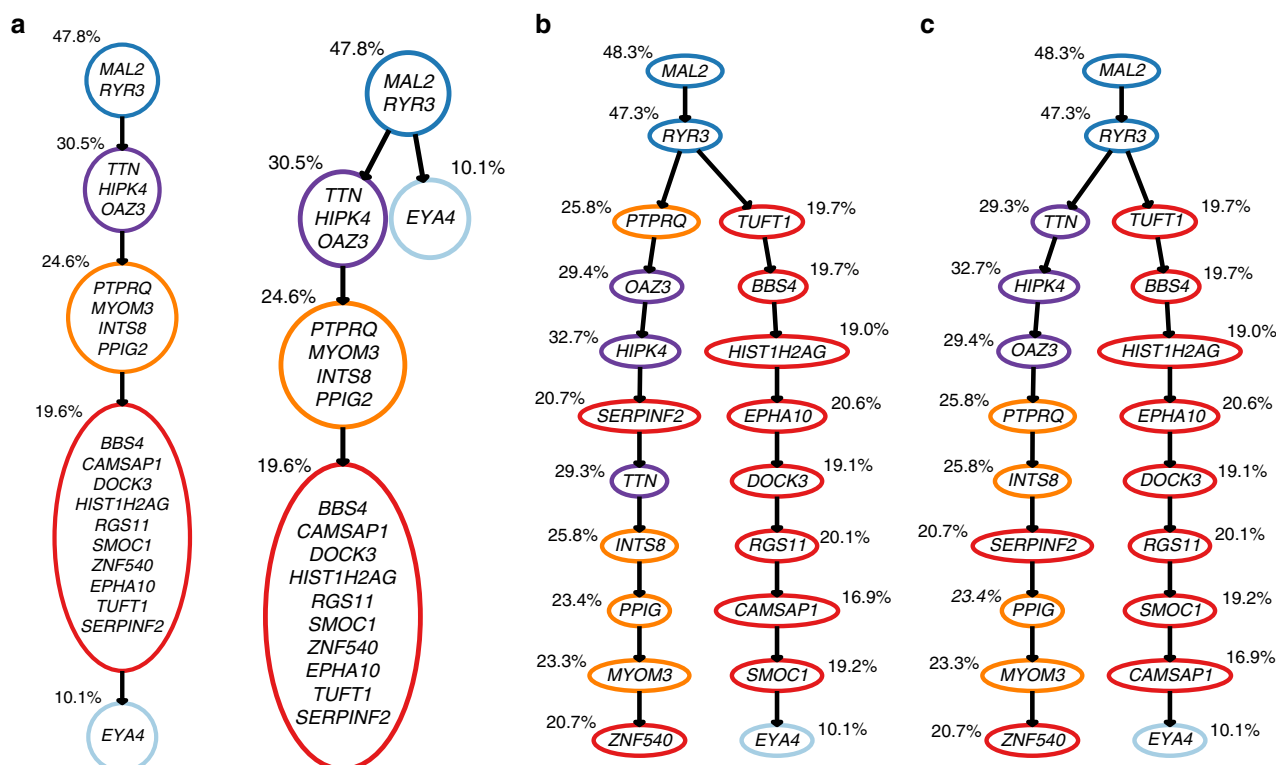 a
47.8%
MAL2
RYR3
30.5%
TTN
HIPK4
OAZ3
24.6%
PTPRQ
MYOM3
INTS8
PPIG2
19.6%
BBS4
CAMSAP1
DOCK3
HIST1H2AG
RGS11
SMOC1
ZNF540
EPHA10
TUFT1
SERPINF2
10.1%
EYA4
47.8%
MAL2
RYR3
30.5%
TTN
HIPK4
OAZ3
10.1%
EYA4
24.6%
PTPRQ
MYOM3
INTS8
PPIG2
19.6%
BBS4
CAMSAP1
DOCK3
HIST1H2AG
RGS11
SMOC1
ZNF540
EPHA10
TUFT1
SERPINF2
b
48.3%
MAL2
47.3%
RYR3
25.8%
PTPRQ
29.4%
OAZ3
32.7%
HIPK4
20.7%
SERPINF2
29.3%
TTN
25.8%
INTS8
23.4%
PPIG
23.3%
MYOM3
20.7%
ZNF540
19.7%
TUFT1
19.7%
BBS4
19.0%
HIST1H2AG
20.6%
EPHA10
19.1%
DOCK3
20.1%
RGS11
16.9%
CAMSAP1
19.2%
SMOC1
10.1%
EYA4
c
48.3%
MAL2
47.3%
RYR3
29.3%
TTN
32.7%
HIPK4
29.4%
OAZ3
25.8%
PTPRQ
25.8%
INTS8
20.7%
SERPINF2
23.4%
PPIG
23.3%
MYOM3
20.7%
ZNF540
19.7%
TUFT1
19.7%
BBS4
19.0%
HIST1H2AG
20.6%
EPHA10
19.1%
DOCK3
20.1%
RGS11
19.2%
SMOC1
16.9%
CAMSAP1
10.1%
EYA4